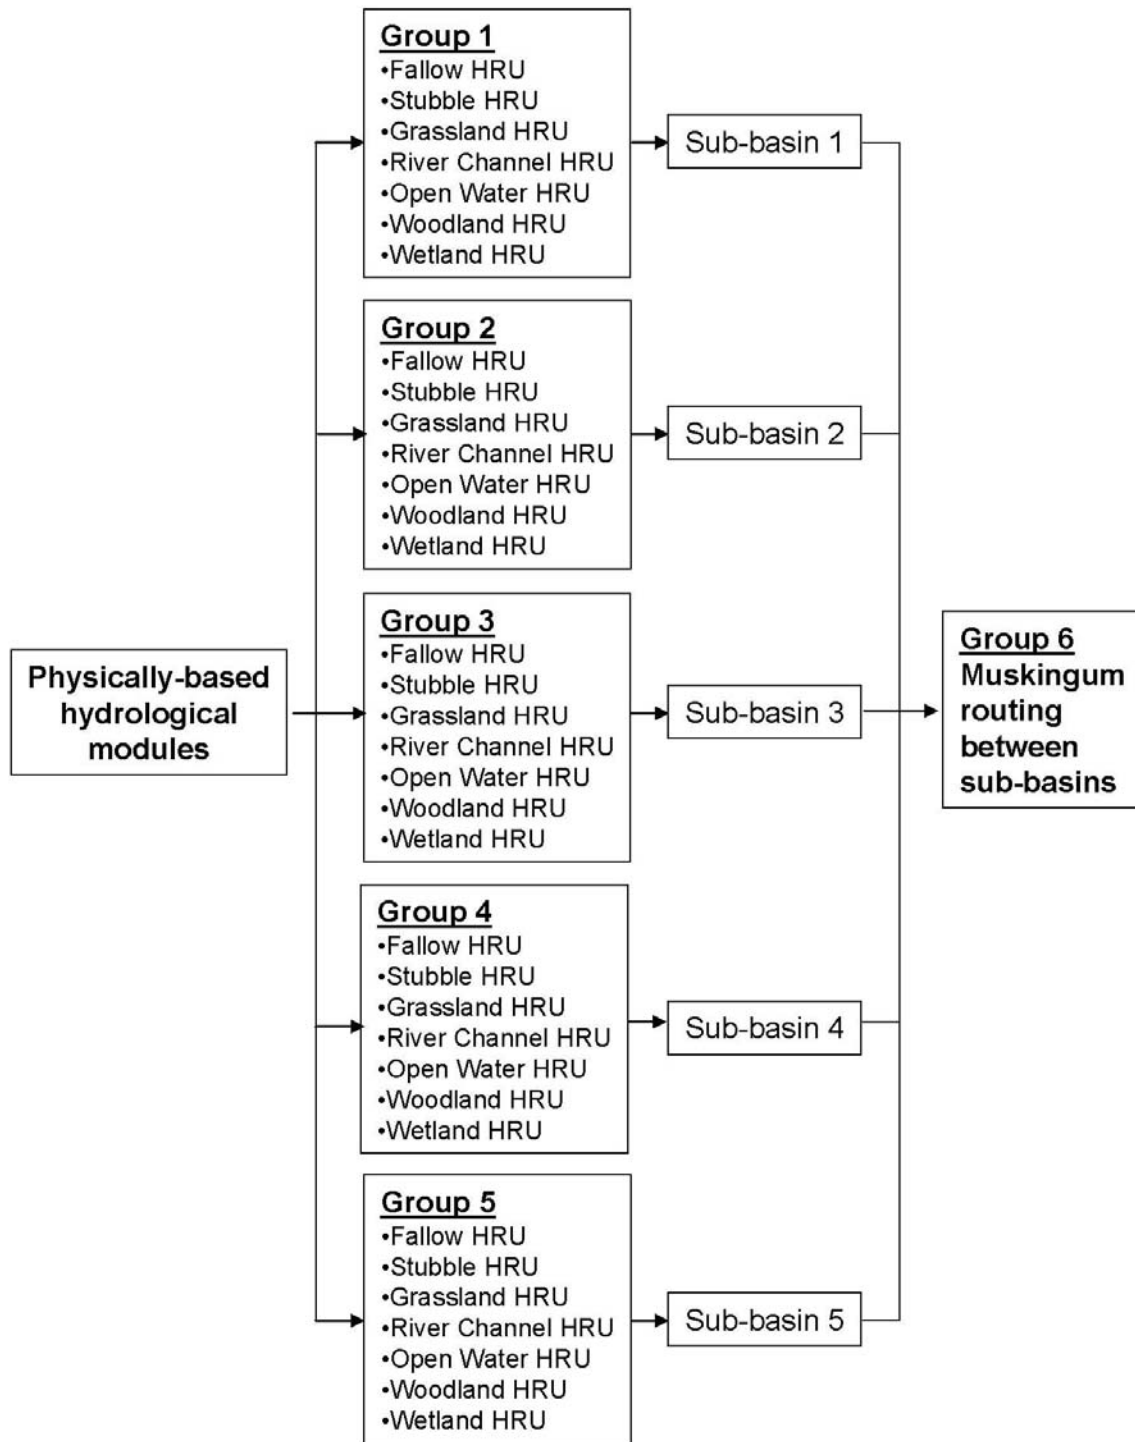 Physically-based
hydrological
modules
Group 1
•Fallow HRU
•Stubble HRU
•Grassland HRU
•River Channel HRU
•Open Water HRU
•Woodland HRU
•Wetland HRU
Sub-basin 1
Group 2
•Fallow HRU
•Stubble HRU
•Grassland HRU
•River Channel HRU
•Open Water HRU
•Woodland HRU
•Wetland HRU
Sub-basin 2
Group 3
•Fallow HRU
•Stubble HRU
•Grassland HRU
•River Channel HRU
•Open Water HRU
•Woodland HRU
•Wetland HRU
Sub-basin 3
Group 4
•Fallow HRU
•Stubble HRU
•Grassland HRU
•River Channel HRU
•Open Water HRU
•Woodland HRU
•Wetland HRU
Sub-basin 4
Group 5
•Fallow HRU
•Stubble HRU
•Grassland HRU
•River Channel HRU
•Open Water HRU
•Woodland HRU
•Wetland HRU
Sub-basin 5
Group 6
Muskingum
routing
between
sub-basins